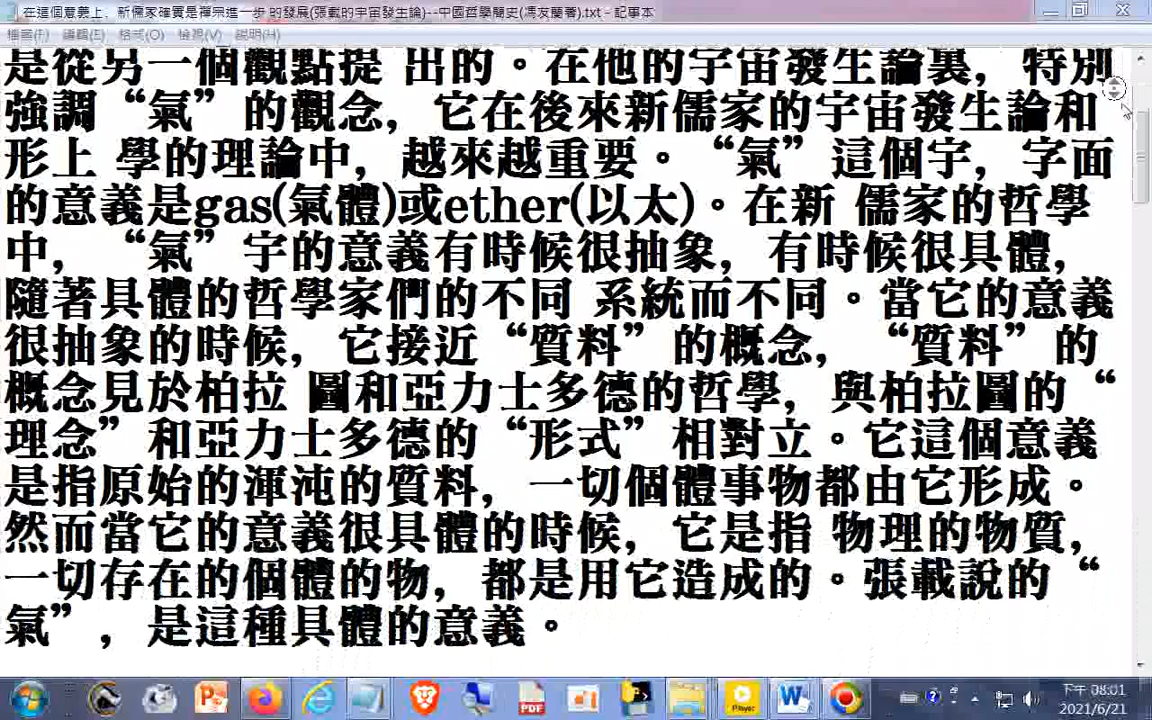 在這個意義上，新儒家確實是禪宗進一步 的發展(張載的宇宙發生論)--中國哲學簡史(馮友蘭著).txt - 記事本
檔案(F) 編輯(E) 格式(O) 檢視(V) 說明(H)
是從另一個觀點提 出的。在他的宇宙發生論裏，特別
強調“氣”的觀念，它在後來新儒家的宇宙發生論和
形上 學的理論中，越來越重要。“氣”這個字，字面
的意義是gas(氣體)或ether(以太)。在新 儒家的哲學
中，“氣”字的意義有時候很抽象，有時候很具體，
隨著具體的哲學家們的不同 系統而不同。當它的意義
很抽象的時候，它接近“質料”的概念，“質料”的
概念見於柏拉 圖和亞力士多德的哲學，與柏拉圖的“
理念”和亞力士多德的“形式”相對立。它這個意義
是指原始的渾沌的質料，一切個體事物都由它形成。
然而當它的意義很具體的時候，它是指 物理的物質，
一切存在的個體的物，都是用它造成的。張載說的“
氣”，是這種具體的意義。
PDF
Player
下午 08:01
2021/6/21